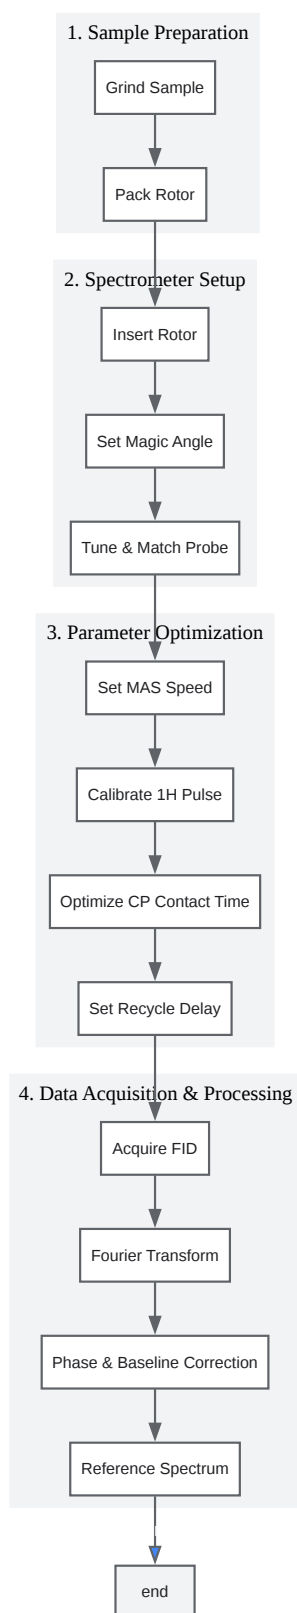 1. Sample Preparation
Grind Sample
Pack Rotor
2. Spectrometer Setup
Insert Rotor
Set Magic Angle
Tune & Match Probe
3. Parameter Optimization
Set MAS Speed
Calibrate 1H Pulse
Optimize CP Contact Time
Set Recycle Delay
4. Data Acquisition & Processing
Acquire FID
Fourier Transform
Phase & Baseline Correction
Reference Spectrum
end